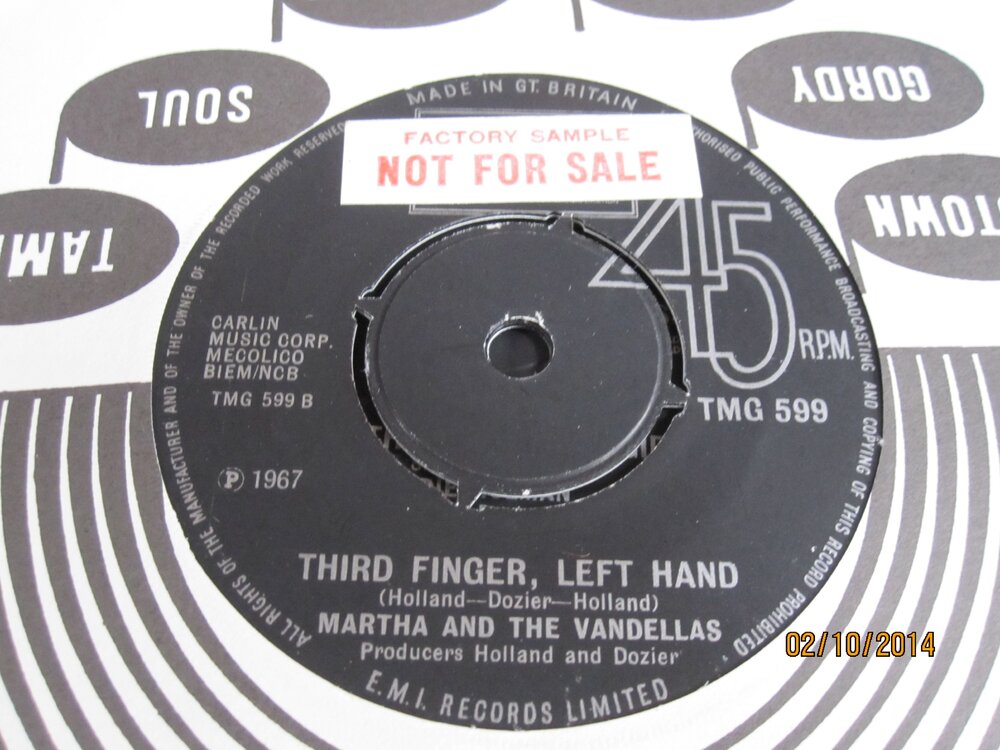 SOUL
GORDY
TAM
TOWN
MADE IN GT. BRITAIN
FACTORY SAMPLE
NOT FOR SALE
ALL RIGHTS OF THE MANUFACTURER AND OF THE OWNER OF THE RECORDED WORK RESERVED
AUTHORISED PUBLIC PERFORMANCE BROADCASTING AND COPYING OF THIS RECORD PROHIBITED
45
R.P.M.
CARLIN
MUSIC CORP.
MECOLICO
BIEM/NCB
TMG 599 B
TMG 599
℗ 1967
THIRD FINGER, LEFT HAND
(Holland—Dozier—Holland)
MARTHA AND THE VANDELLAS
Producers Holland and Dozier
E.M.I. RECORDS LIMITED
02/10/2014